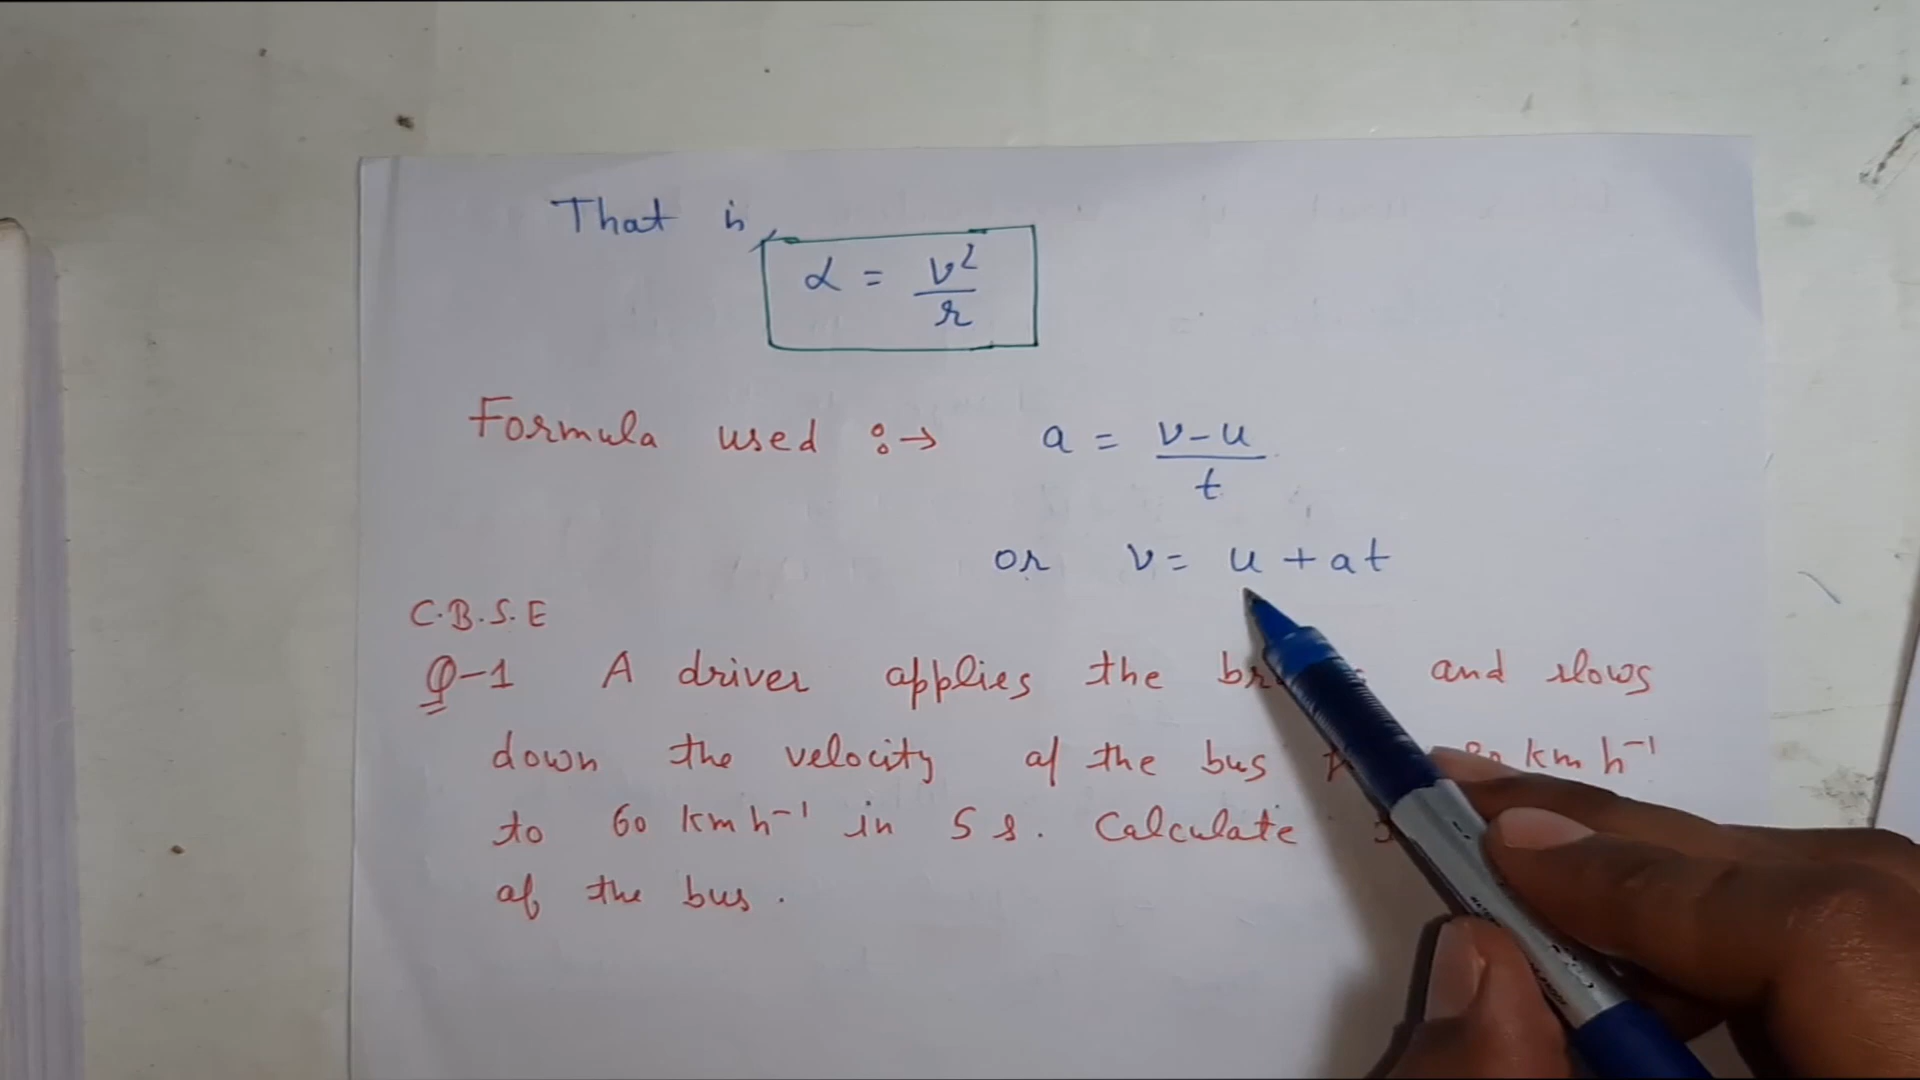 That is
α = v²/r
Formula used :→ a = v-u/t
or v = u + at
C.B.S.E
Q-1 A driver applies the and slows
down the velocity of the bus km h⁻¹
to 60 km h⁻¹ in 5 s. Calculate
of the bus.